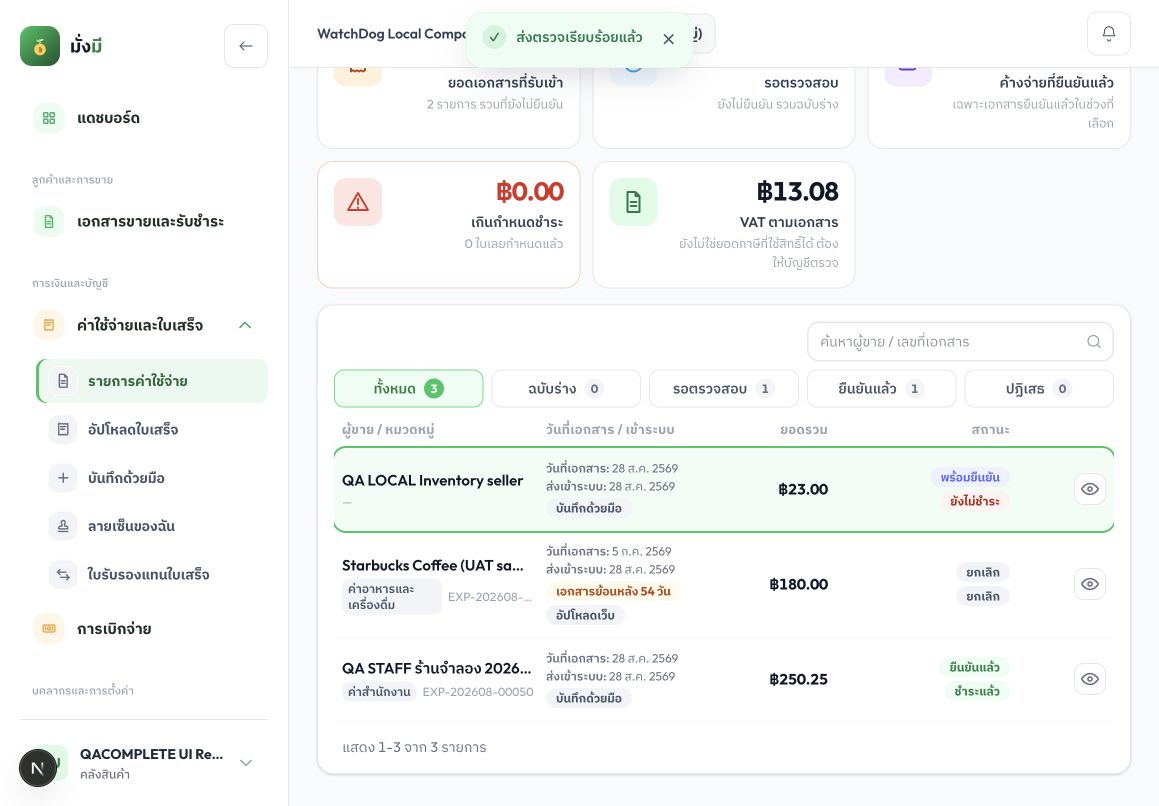 มั่งมี
แดชบอร์ด
ลูกค้าและการขาย
เอกสารขายและรับชำระ
การเงินและบัญชี
ค่าใช้จ่ายและใบเสร็จ
รายการค่าใช้จ่าย
อัปโหลดใบเสร็จ
บันทึกด้วยมือ
ลายเซ็นของฉัน
ใบรับรองแทนใบเสร็จ
การเบิกจ่าย
บุคลากรและการตั้งค่า
N
QACOMPLETE UI Re...
คลังสินค้า
WatchDog Local Comp
ส่งตรวจเรียบร้อยแล้ว
ยอดเอกสารที่รับเข้า
2 รายการ รวมที่ยังไม่ยืนยัน
รอตรวจสอบ
ยังไม่ยืนยัน รวมฉบับร่าง
ค้างจ่ายที่ยืนยันแล้ว
เฉพาะเอกสารยืนยันแล้วในช่วงที่
เลือก
฿0.00
เกินกำหนดชำระ
0 ใบเลยกำหนดแล้ว
฿13.08
VAT ตามเอกสาร
ยังไม่ใช่ยอดภาษีที่ใช้สิทธิ์ได้ ต้อง
ให้บัญชีตรวจ
ค้นหาผู้ขาย / เลขที่เอกสาร
ทั้งหมด 3
ฉบับร่าง 0
รอตรวจสอบ 1
ยืนยันแล้ว 1
ปฏิเสธ 0
ผู้ขาย / หมวดหมู่ วันที่เอกสาร / เข้าระบบ ยอดรวม สถานะ
QA LOCAL Inventory seller
—
วันที่เอกสาร: 28 ส.ค. 2569
ส่งเข้าระบบ: 28 ส.ค. 2569
บันทึกด้วยมือ
฿23.00
พร้อมยืนยัน
ยังไม่ชำระ
Starbucks Coffee (UAT sa...
ค่าอาหารและ
เครื่องดื่ม
EXP-202608-...
วันที่เอกสาร: 5 ก.ค. 2569
ส่งเข้าระบบ: 28 ส.ค. 2569
เอกสารย้อนหลัง 54 วัน
อัปโหลดเว็บ
฿180.00
ยกเลิก
ยกเลิก
QA STAFF ร้านจำลอง 2026...
ค่าสำนักงาน EXP-202608-00050
วันที่เอกสาร: 28 ส.ค. 2569
ส่งเข้าระบบ: 28 ส.ค. 2569
บันทึกด้วยมือ
฿250.25
ยืนยันแล้ว
ชำระแล้ว
แสดง 1-3 จาก 3 รายการ